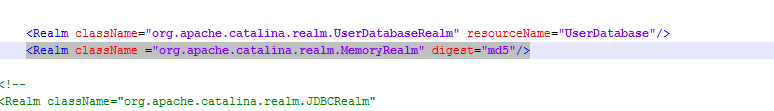 <Realm className="org.apache.catalina.realm.UserDatabaseRealm" resourceName="UserDatabase"/>
<Realm className ="org.apache.catalina.realm.MemoryRealm" digest="md5"/>
<!--
<Realm className="org.apache.catalina.realm.JDBCRealm"